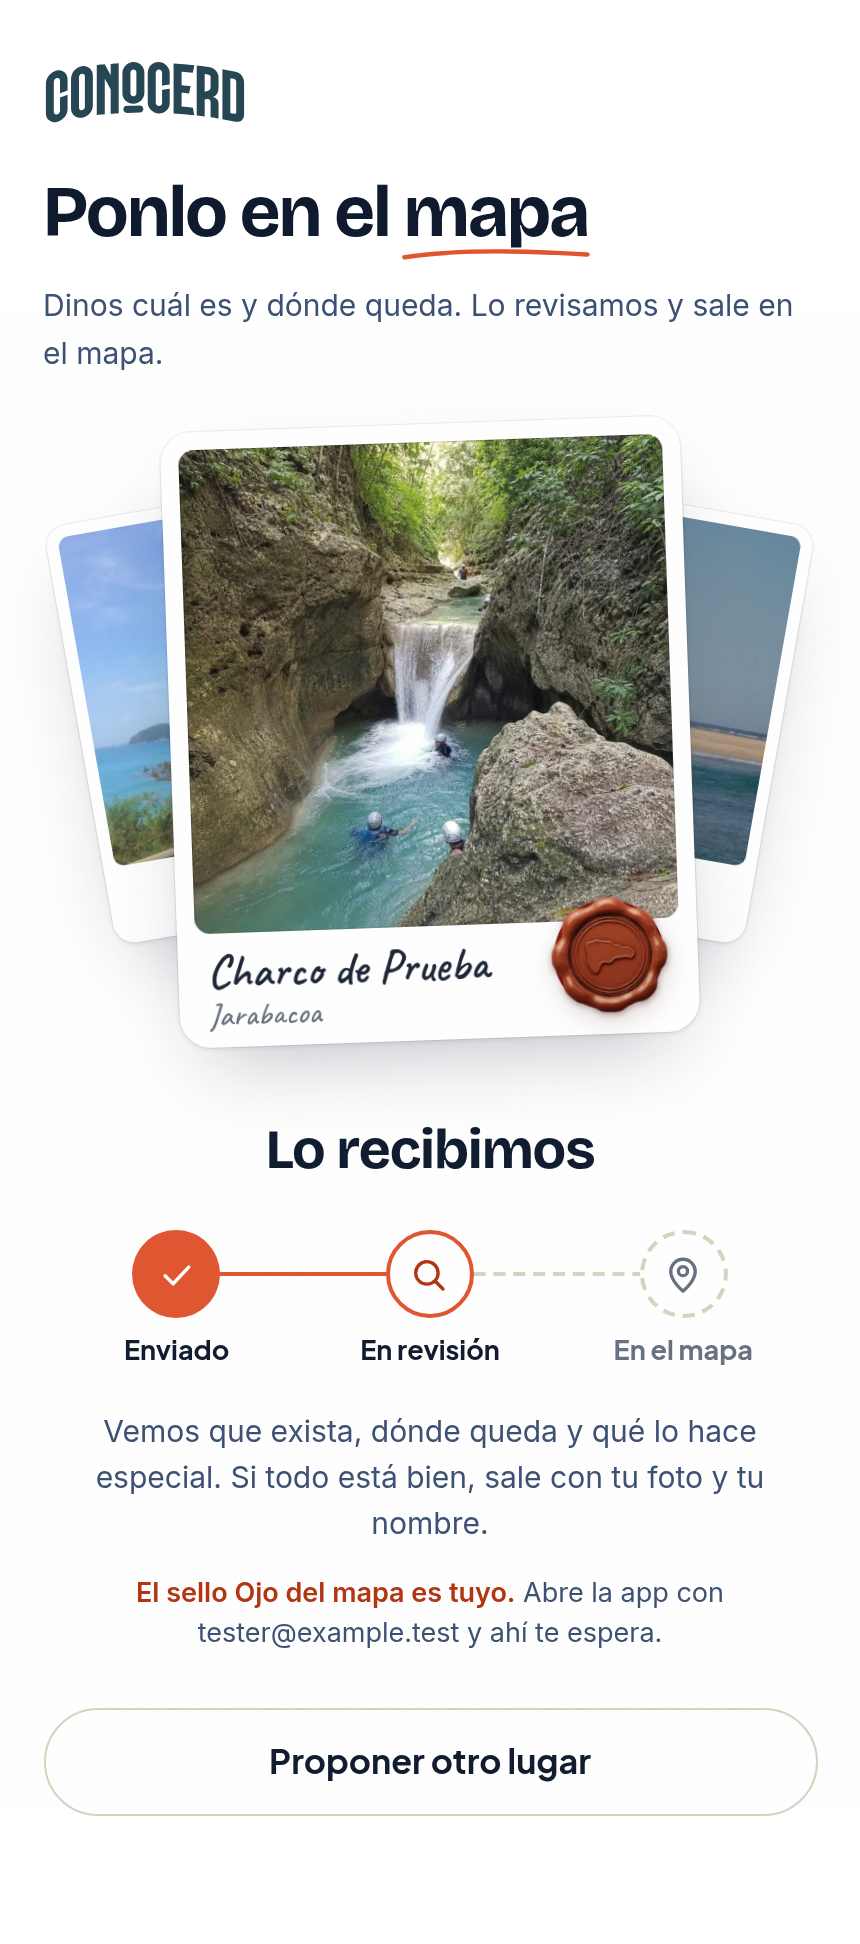 CONOCERD
Ponlo en el mapa
Dinos cuál es y dónde queda. Lo revisamos y sale en
el mapa.
Charco de Prueba
Jarabacoa
Lo recibimos
Enviado
En revisión
En el mapa
Vemos que exista, dónde queda y qué lo hace
especial. Si todo está bien, sale con tu foto y tu
nombre.
El sello Ojo del mapa es tuyo. Abre la app con
tester@example.test y ahí te espera.
Proponer otro lugar